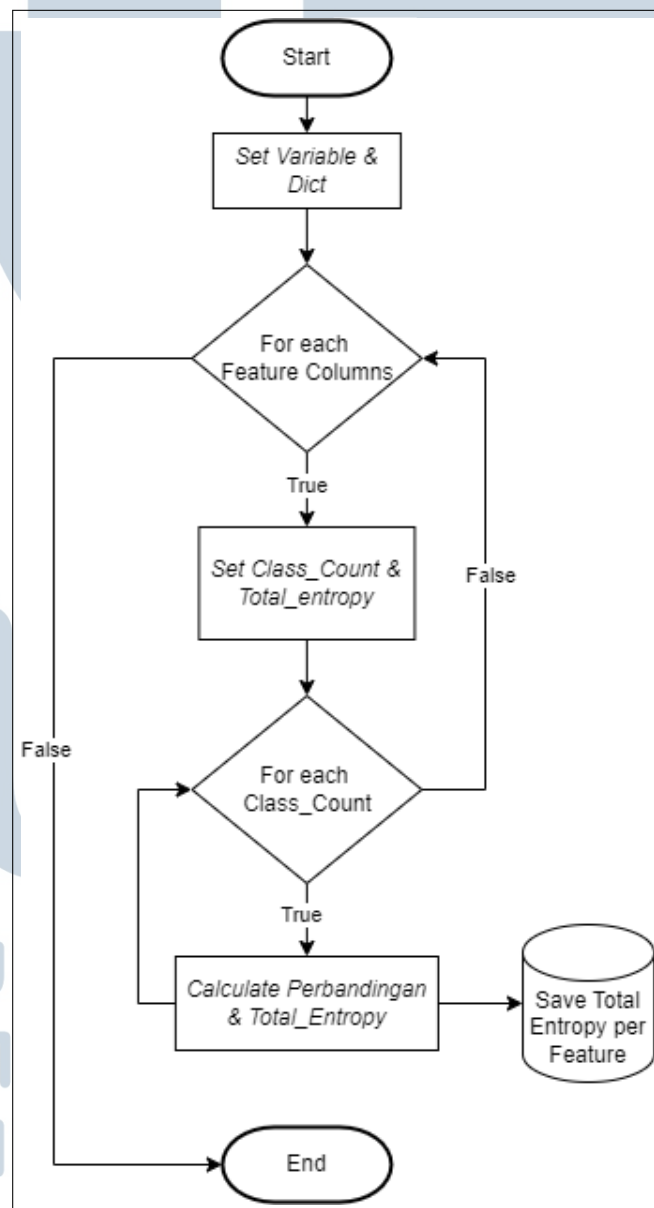 Start
Set Variable &
Dict
For each
Feature Columns
True
Set Class_Count &
Total_entropy
False
False
For each
Class_Count
True
Calculate Perbandingan
& Total_Entropy
Save Total
Entropy per
Feature
End